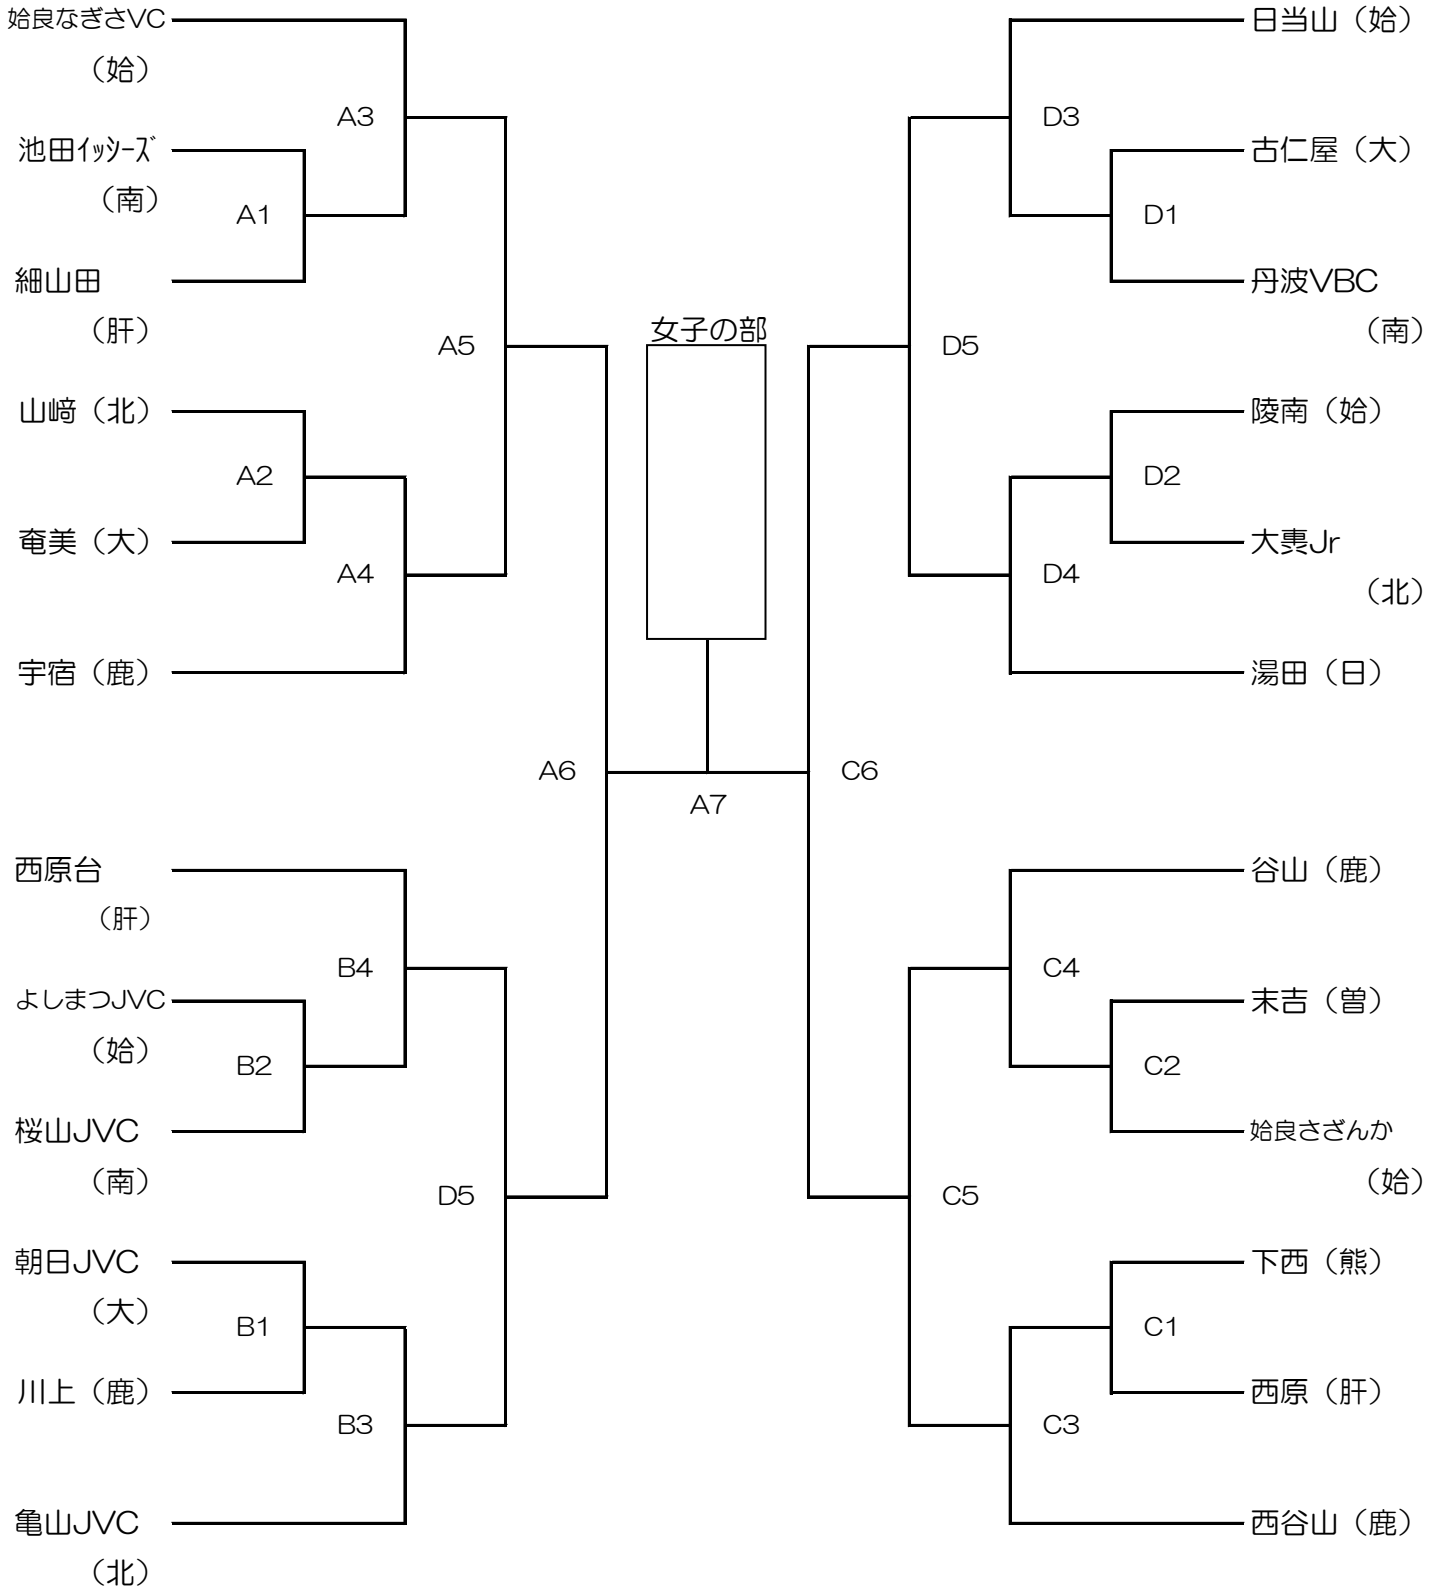 姶良なぎさVC
（姶）
A3
池田イッシーズ
（南）
A1
細山田
（肝）
A5
山﨑（北）
A2
奄美（大）
A4
宇宿（鹿）
A6
西原台
（肝）
B4
よしまつJVC
（姶）
B2
桜山JVC
（南）
D5
朝日JVC
（大）
B1
川上（鹿）
B3
亀山JVC
（北）
女子の部
A7
日当山（姶）
D3
古仁屋（大）
D1
丹波VBC
（南）
D5
陵南（姶）
D2
大㐮Jr
（北）
D4
湯田（日）
C6
谷山（鹿）
C4
末吉（曽）
C2
姶良さざんか
（姶）
C5
下西（熊）
C1
西原（肝）
C3
西谷山（鹿）